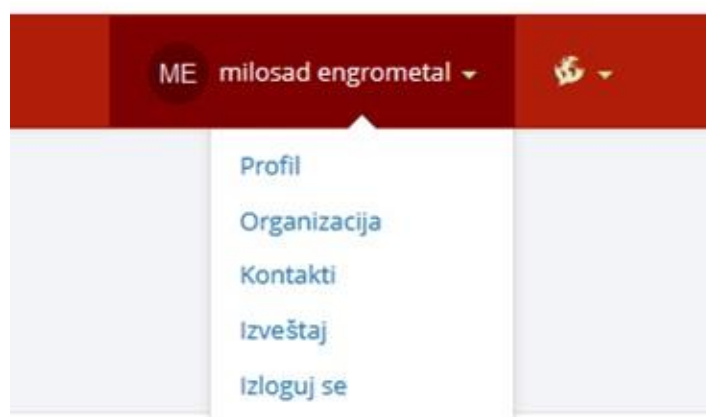 ME milosad engrometal
Profil
Organizacija
Kontakti
Izveštaj
Izloguj se